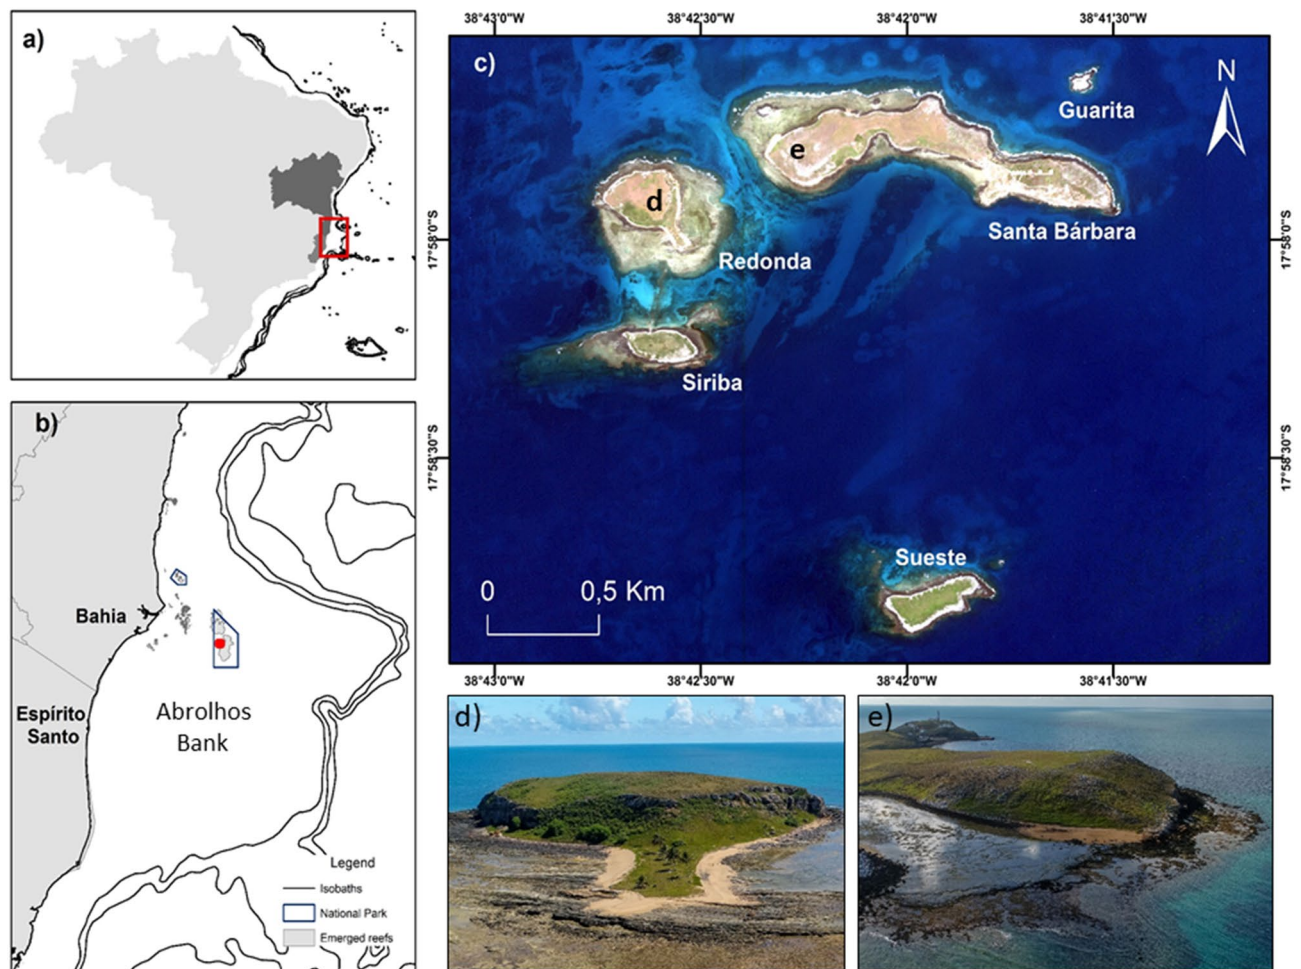 a)
b)
Bahia
Espírito
Santo
Abrolhos
Bank
Legend
Isobaths
National Park
Emerged reefs
38°43'0"W
38°42'30"W
38°42'0"W
38°41'30"W
c)
N
Guarita
e
d
Santa Bárbara
Redonda
Siriba
Sueste
0
0,5 Km
17°58'0"S
17°58'30"S
17°58'0"S
17°58'30"S
38°43'0"W
38°42'30"W
38°42'0"W
38°41'30"W
d)
e)